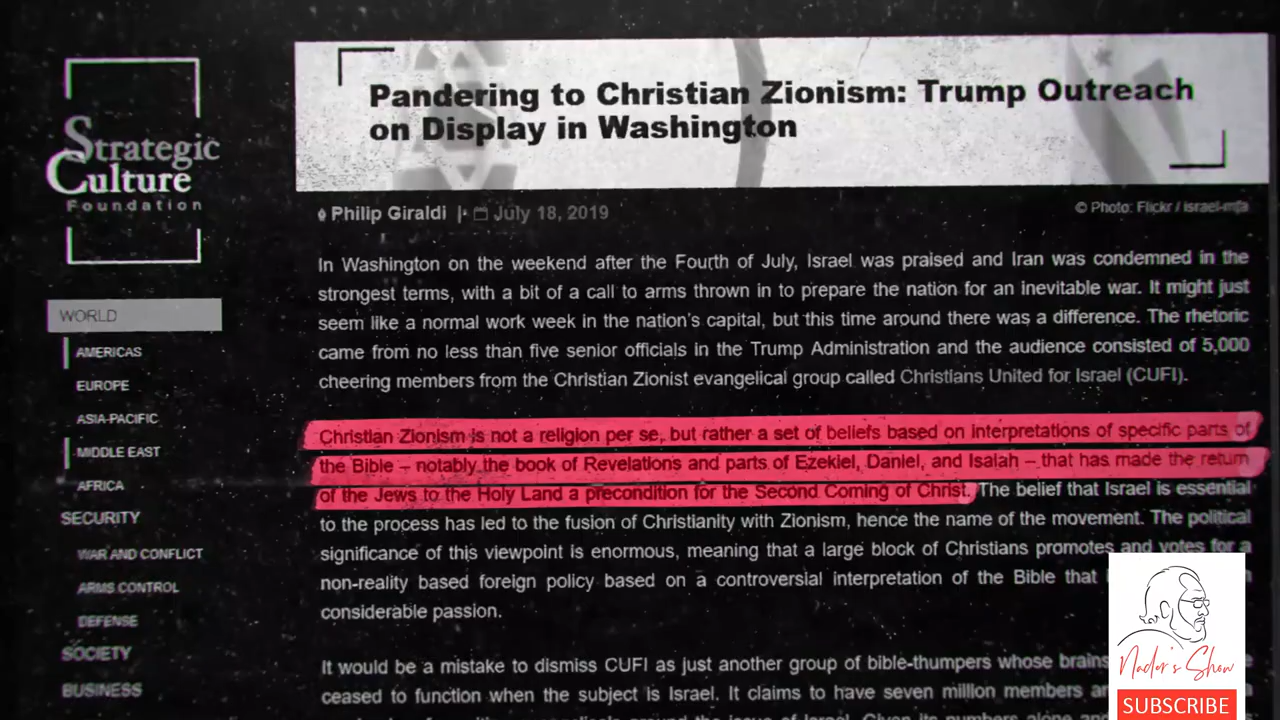 Strategic
Culture
Foundation
Pandering to Christian Zionism: Trump Outreach
on Display in Washington
Philip Giraldi | July 18, 2019
© Photo: Flickr / israel-mfa
WORLD
AMERICAS
EUROPE
ASIA-PACIFIC
MIDDLE EAST
AFRICA
SECURITY
WAR AND CONFLICT
ARMS CONTROL
DEFENSE
SOCIETY
BUSINESS
In Washington on the weekend after the Fourth of July, Israel was praised and Iran was condemned in the
strongest terms, with a bit of a call to arms thrown in to prepare the nation for an inevitable war. It might just
seem like a normal work week in the nation's capital, but this time around there was a difference. The rhetoric
came from no less than five senior officials in the Trump Administration and the audience consisted of 5,000
cheering members from the Christian Zionist evangelical group called Christians United for Israel (CUFI).
Christian Zionism is not a religion per se, but rather a set of beliefs based on interpretations of specific parts of
the Bible – notably the book of Revelations and parts of Ezekiel, Daniel, and Isaiah – that has made the return
of the Jews to the Holy Land a precondition for the Second Coming of Christ. The belief that Israel is essential
to the process has led to the fusion of Christianity with Zionism, hence the name of the movement. The political
significance of this viewpoint is enormous, meaning that a large block of Christians promotes and votes for a
non-reality based foreign policy based on a controversial interpretation of the Bible that
considerable passion.
It would be a mistake to dismiss CUFI as just another group of bible-thumpers whose brains
ceased to function when the subject is Israel. It claims to have seven million members
Nader's Show
SUBSCRIBE